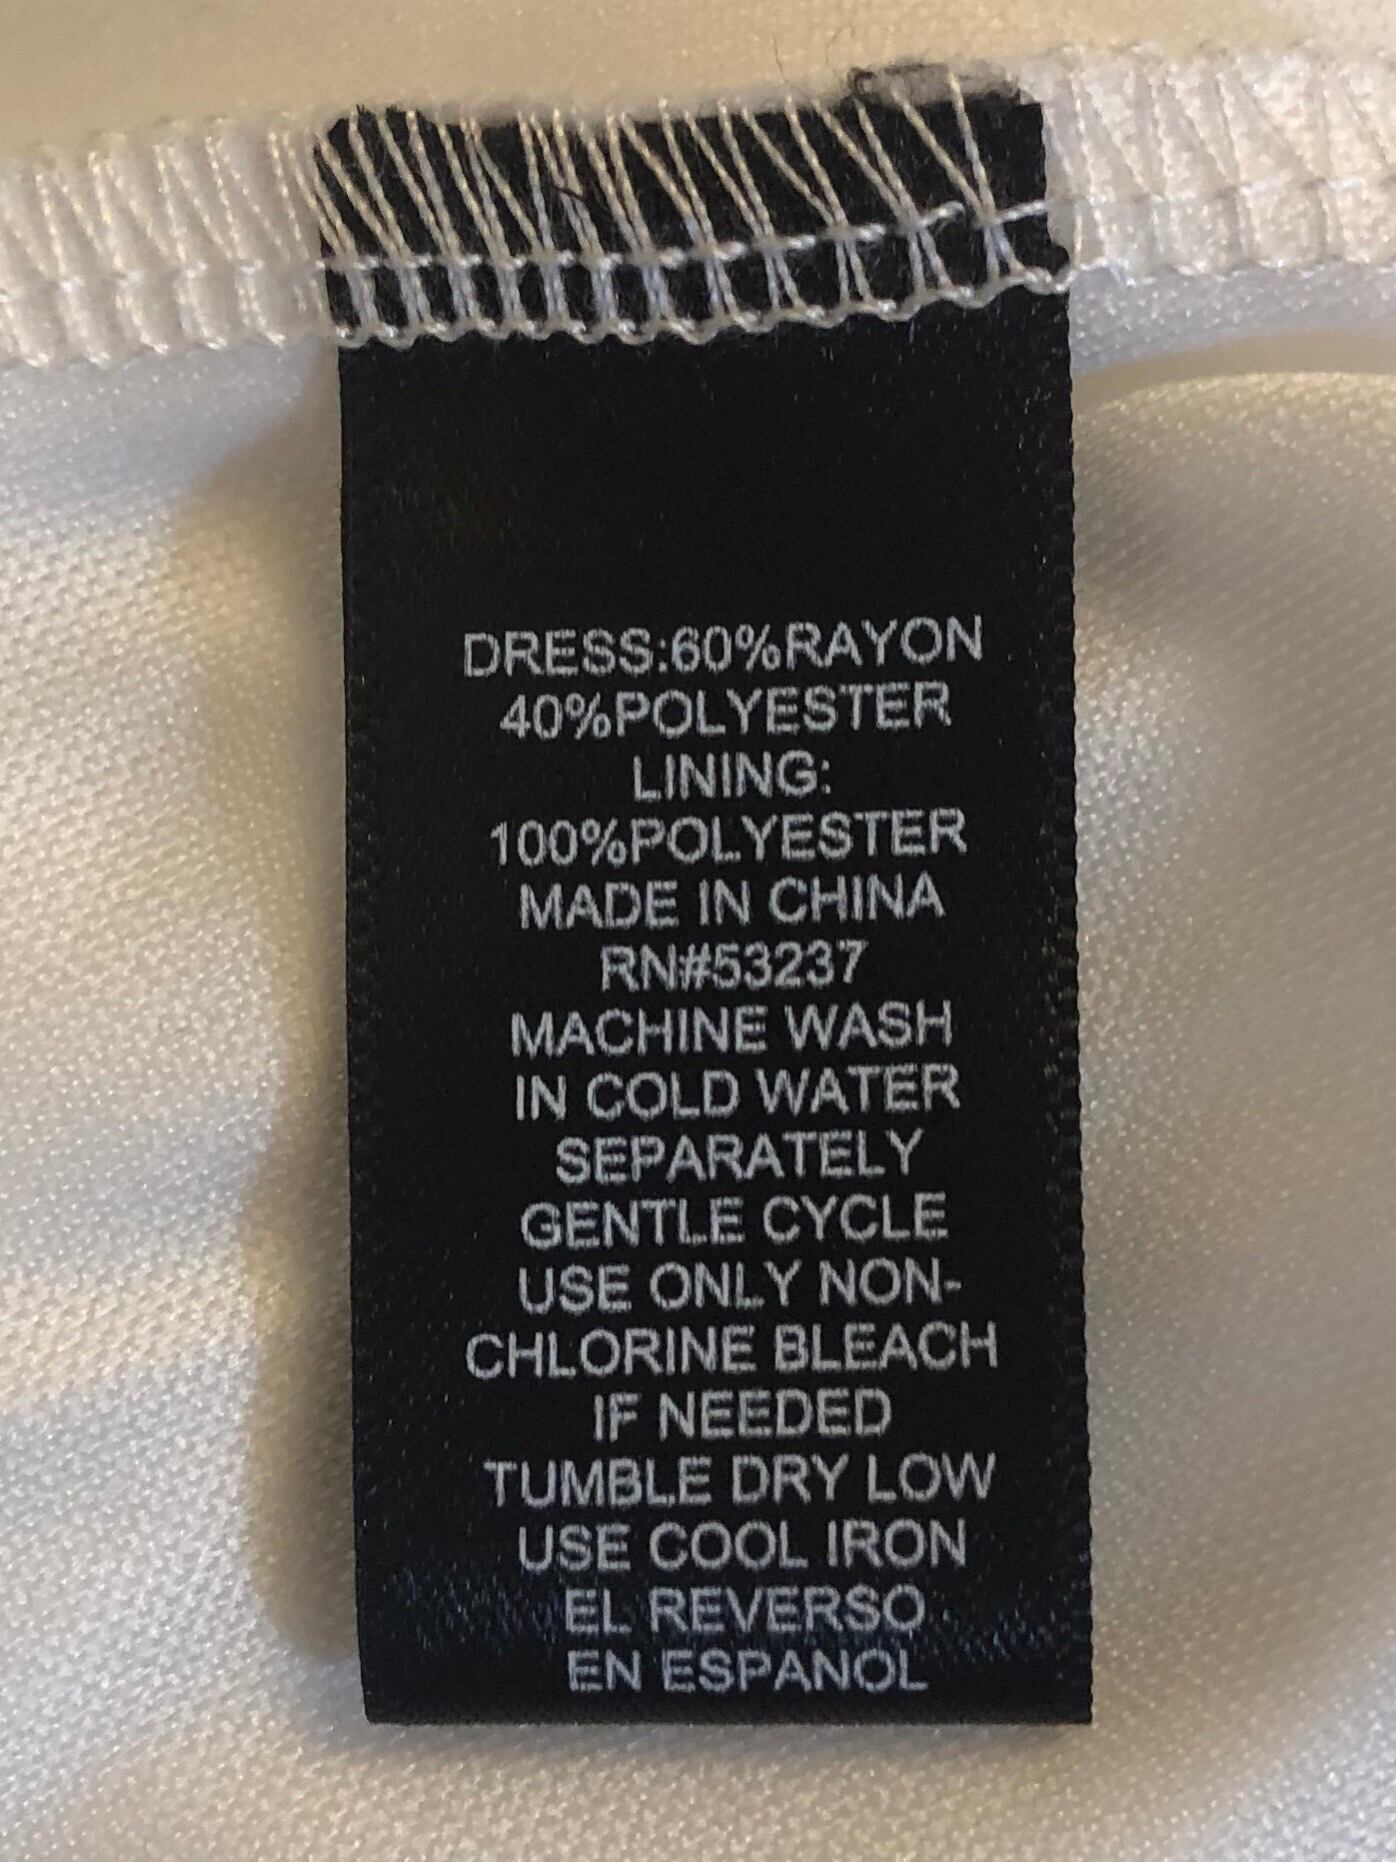 DRESS:60%RAYON
40%POLYESTER
LINING:
100%POLYESTER
MADE IN CHINA
RN#53237
MACHINE WASH
IN COLD WATER
SEPARATELY
GENTLE CYCLE
USE ONLY NON-
CHLORINE BLEACH
IF NEEDED
TUMBLE DRY LOW
USE COOL IRON
EL REVERSO
EN ESPANOL